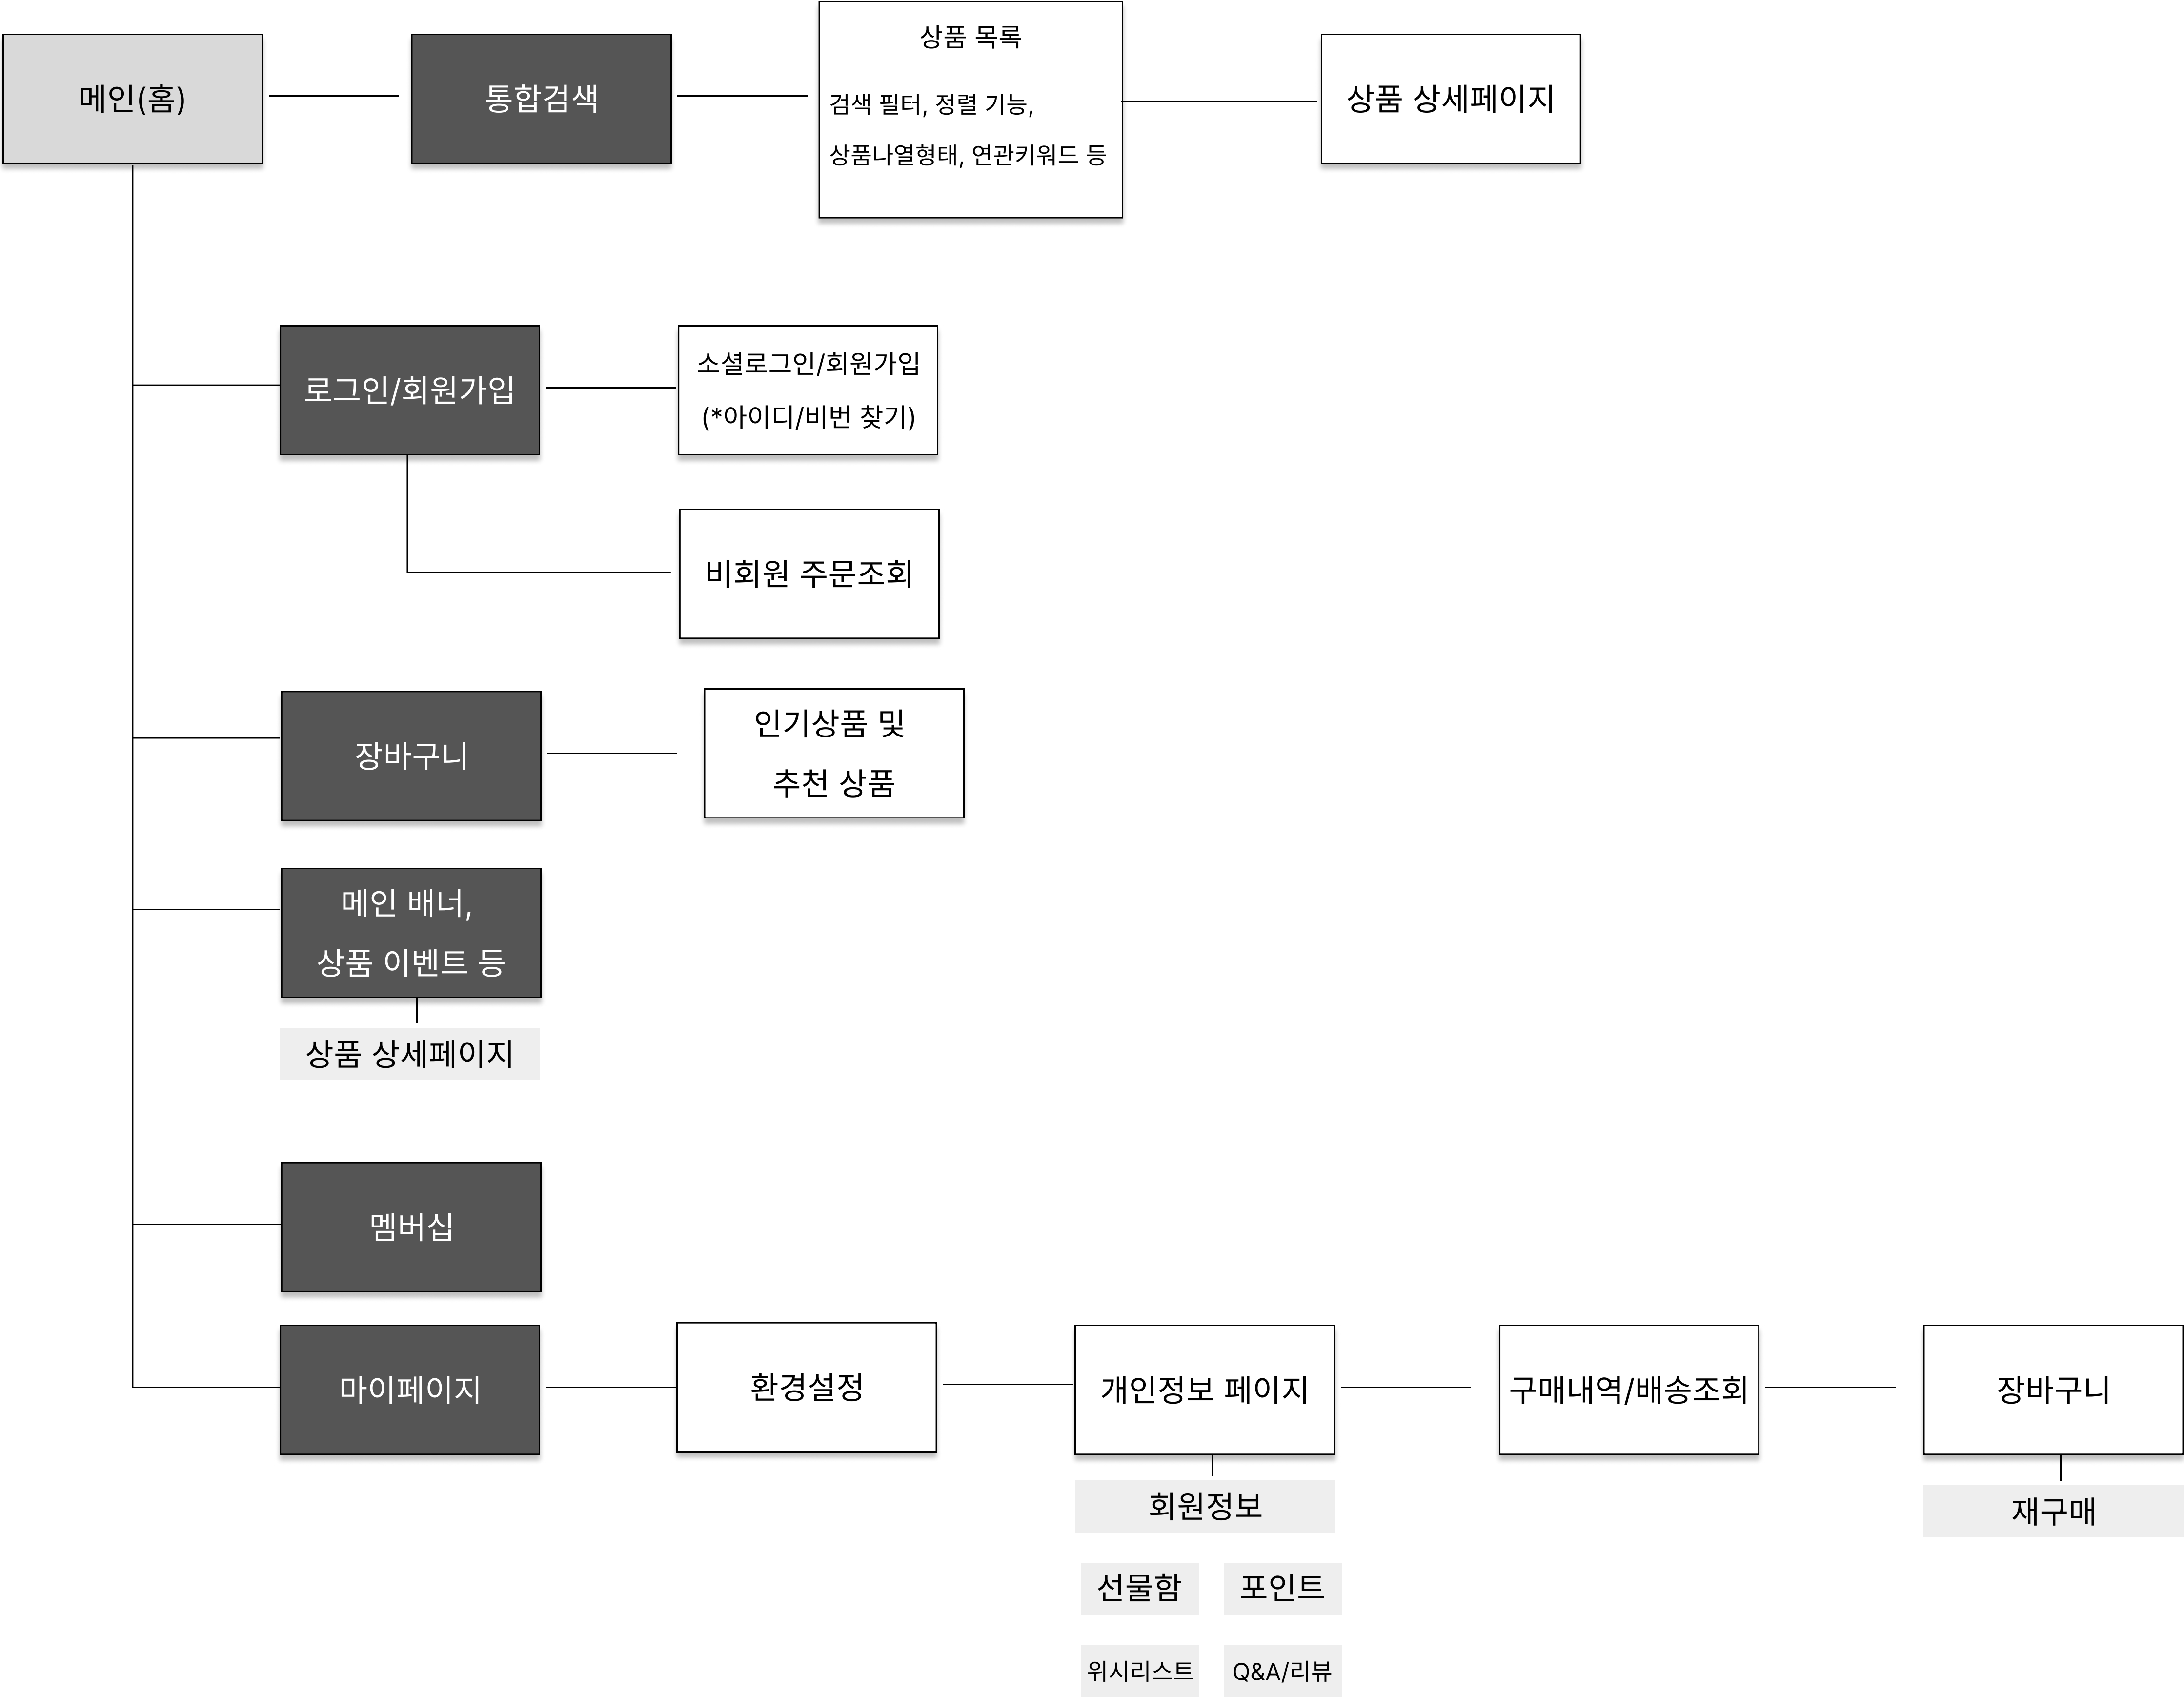 메인(홈)
통합검색
상품 목록
검색 필터, 정렬 기능,
상품나열형태, 연관키워드 등
상품 상세페이지
로그인/회원가입
소셜로그인/회원가입
(*아이디/비번 찾기)
비회원 주문조회
장바구니
인기상품 및
추천 상품
메인 배너,
상품 이벤트 등
상품 상세페이지
멤버십
마이페이지
환경설정
개인정보 페이지
구매내역/배송조회
장바구니
회원정보
재구매
선물함
포인트
위시리스트
Q&A/리뷰